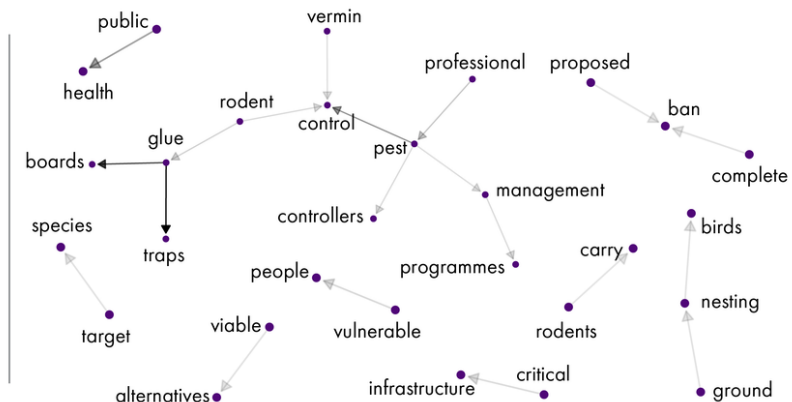 vermin
public
professional
proposed
health
rodent
ban
control
glue
pest
boards
complete
management
controllers
species
birds
traps
carry
people
programmes
nesting
viable
vulnerable
rodents
target
critical
infrastructure
ground
alternatives